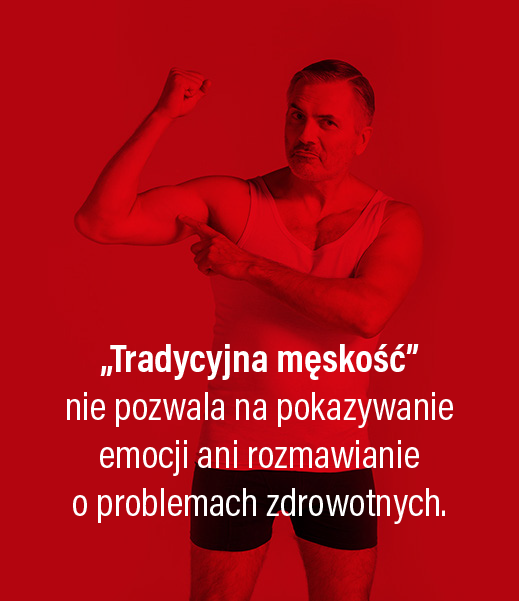 „Tradycyjna męskość”
nie pozwala na pokazywanie
emocji ani rozmawianie
o problemach zdrowotnych.